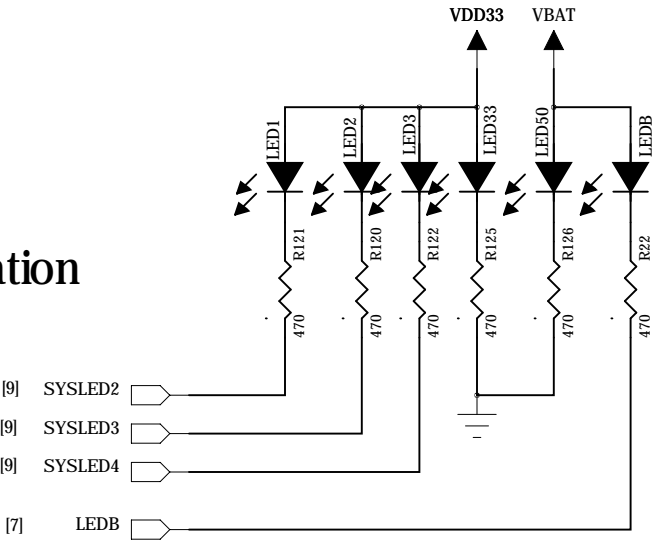 VDD33 VBAT
LED1 LED2 LED3 LED33 LED50 LEDB
R121 R120 R122 R125 R126 R22
470 470 470 470 470 470
ation
[9] SYSLED2
[9] SYSLED3
[9] SYSLED4
[7] LEDB